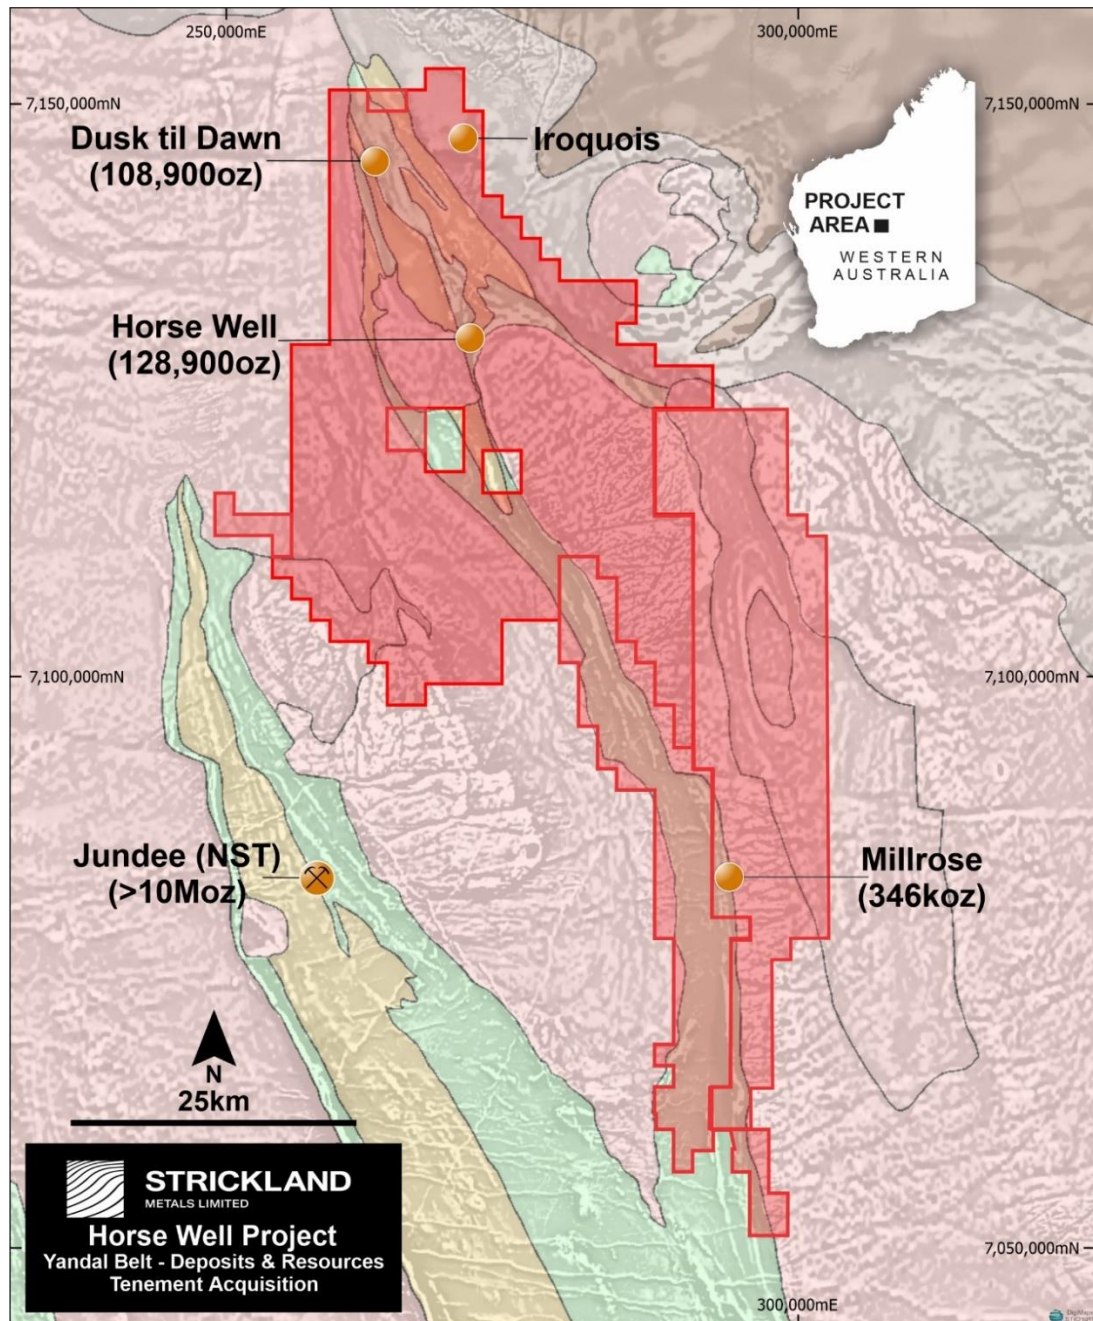 250,000mE
300,000mE
7,150,000mN
7,150,000mN
Dusk til Dawn
(108,900oz)
Iroquois
PROJECT
AREA
WESTERN
AUSTRALIA
Horse Well
(128,900oz)
7,100,000mN
7,100,000mN
Jundee (NST)
(>10Moz)
Millrose
(346koz)
N
25km
STRICKLAND
METALS LIMITED
Horse Well Project
Yandal Belt - Deposits & Resources
Tenement Acquisition
7,050,000mN
300,000mE